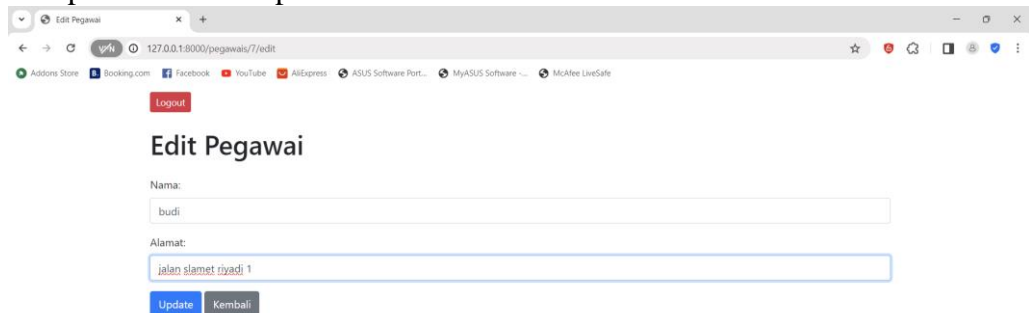 Edit Pegawai
127.0.0.1:8000/pegawais/7/edit
Addons Store Booking.com Facebook YouTube AliExpress ASUS Software Port... MyASUS Software -... McAfee LiveSafe
Logout
Edit Pegawai
Nama:
budi
Alamat:
jalan slamet riyadi 1
Update Kembali